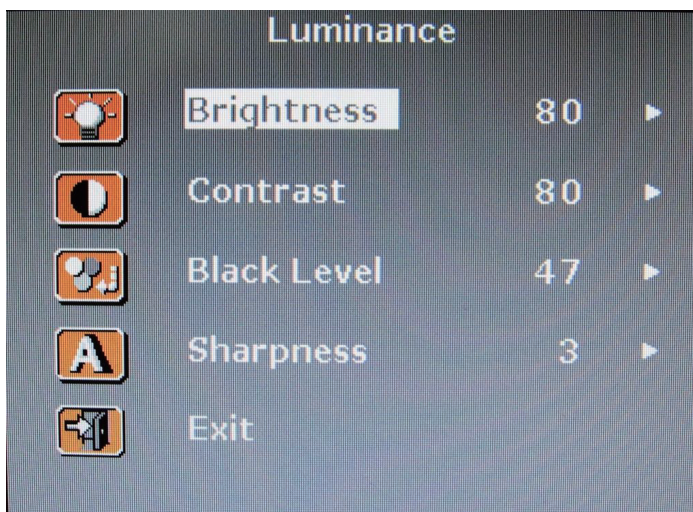 Luminance
Brightness 80
Contrast 80
Black Level 47
Sharpness 3
Exit